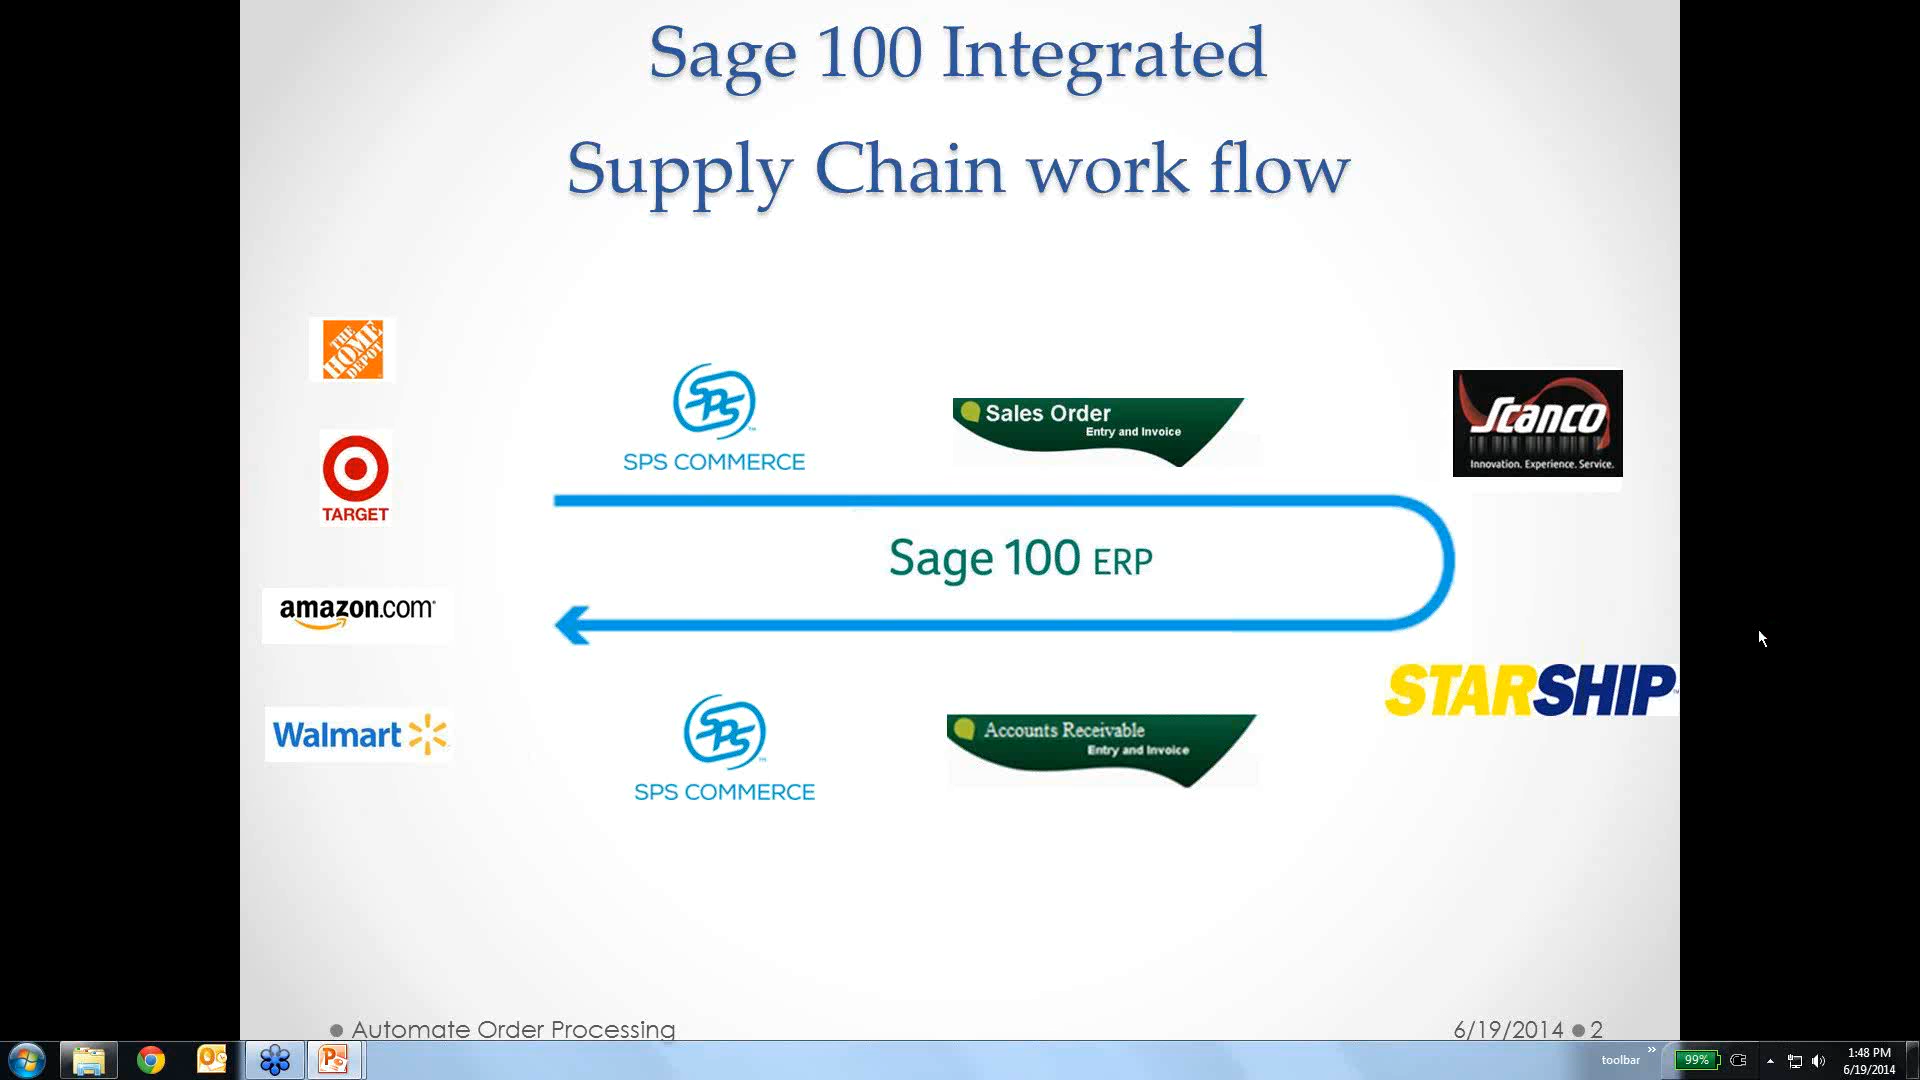 Sage 100 Integrated
Supply Chain work flow
THE
HOME
DEPOT
TARGET
amazon.com
Walmart
SPS
SPS COMMERCE
Sales Order
Entry and Invoice
Scanco
Innovation. Experience. Service.
Sage 100 ERP
STARSHIP
SPS
SPS COMMERCE
Accounts Receivable
Entry and Invoice
Automate Order Processing
6/19/2014 2
toolbar
99%
1:48 PM
6/19/2014